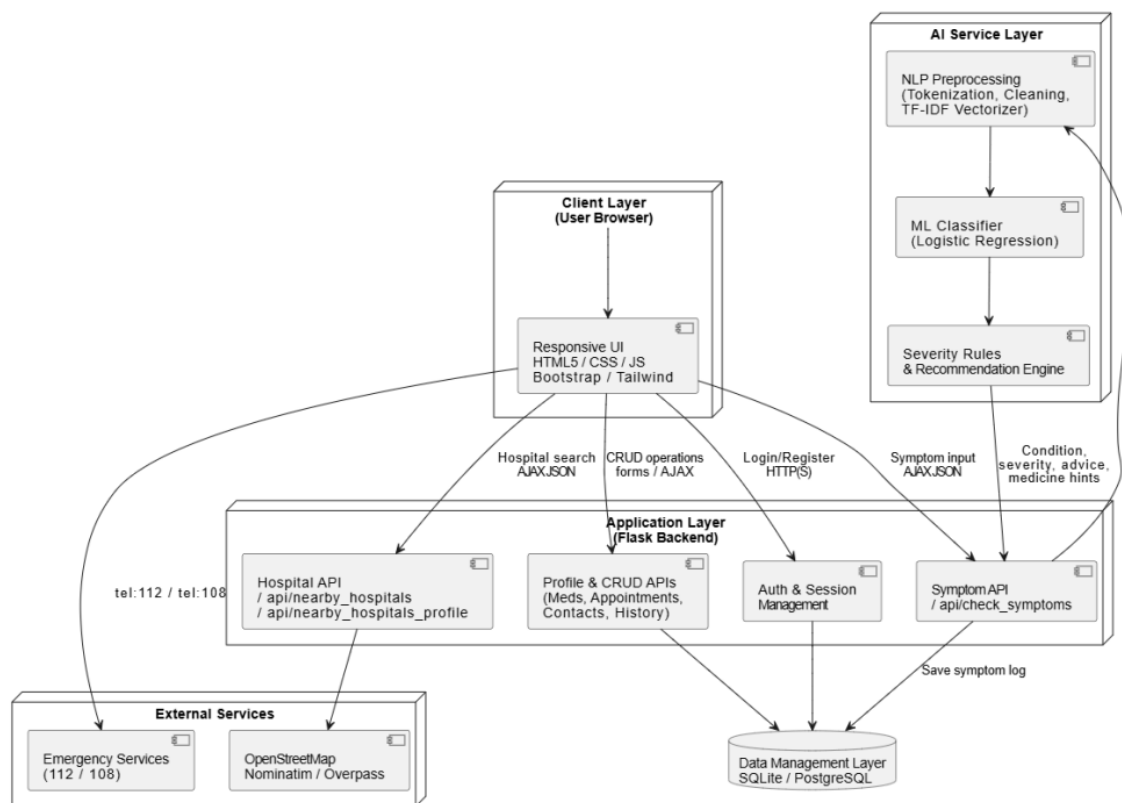 AI Service Layer
NLP Preprocessing
(Tokenization, Cleaning,
TF-IDF Vectorizer)
ML Classifier
(Logistic Regression)
Severity Rules
& Recommendation Engine
Client Layer
(User Browser)
Responsive UI
HTML5 / CSS / JS
Bootstrap / Tailwind
Hospital search
AJAXJSON
CRUD operations
forms / AJAX
Login/Register
HTTP(S)
Symptom input
AJAXJSON
Condition,
severity, advice,
medicine hints
Application Layer
(Flask Backend)
tel:112 / tel:108
Hospital API
/ api/nearby_hospitals
/ api/nearby_hospitals_profile
Profile & CRUD APIs
(Meds, Appointments,
Contacts, History)
Auth & Session
Management
Symptom API
/ api/check_symptoms
Save symptom log
External Services
Emergency Services
(112 / 108)
OpenStreetMap
Nominatim / Overpass
Data Management Layer
SQLite / PostgreSQL